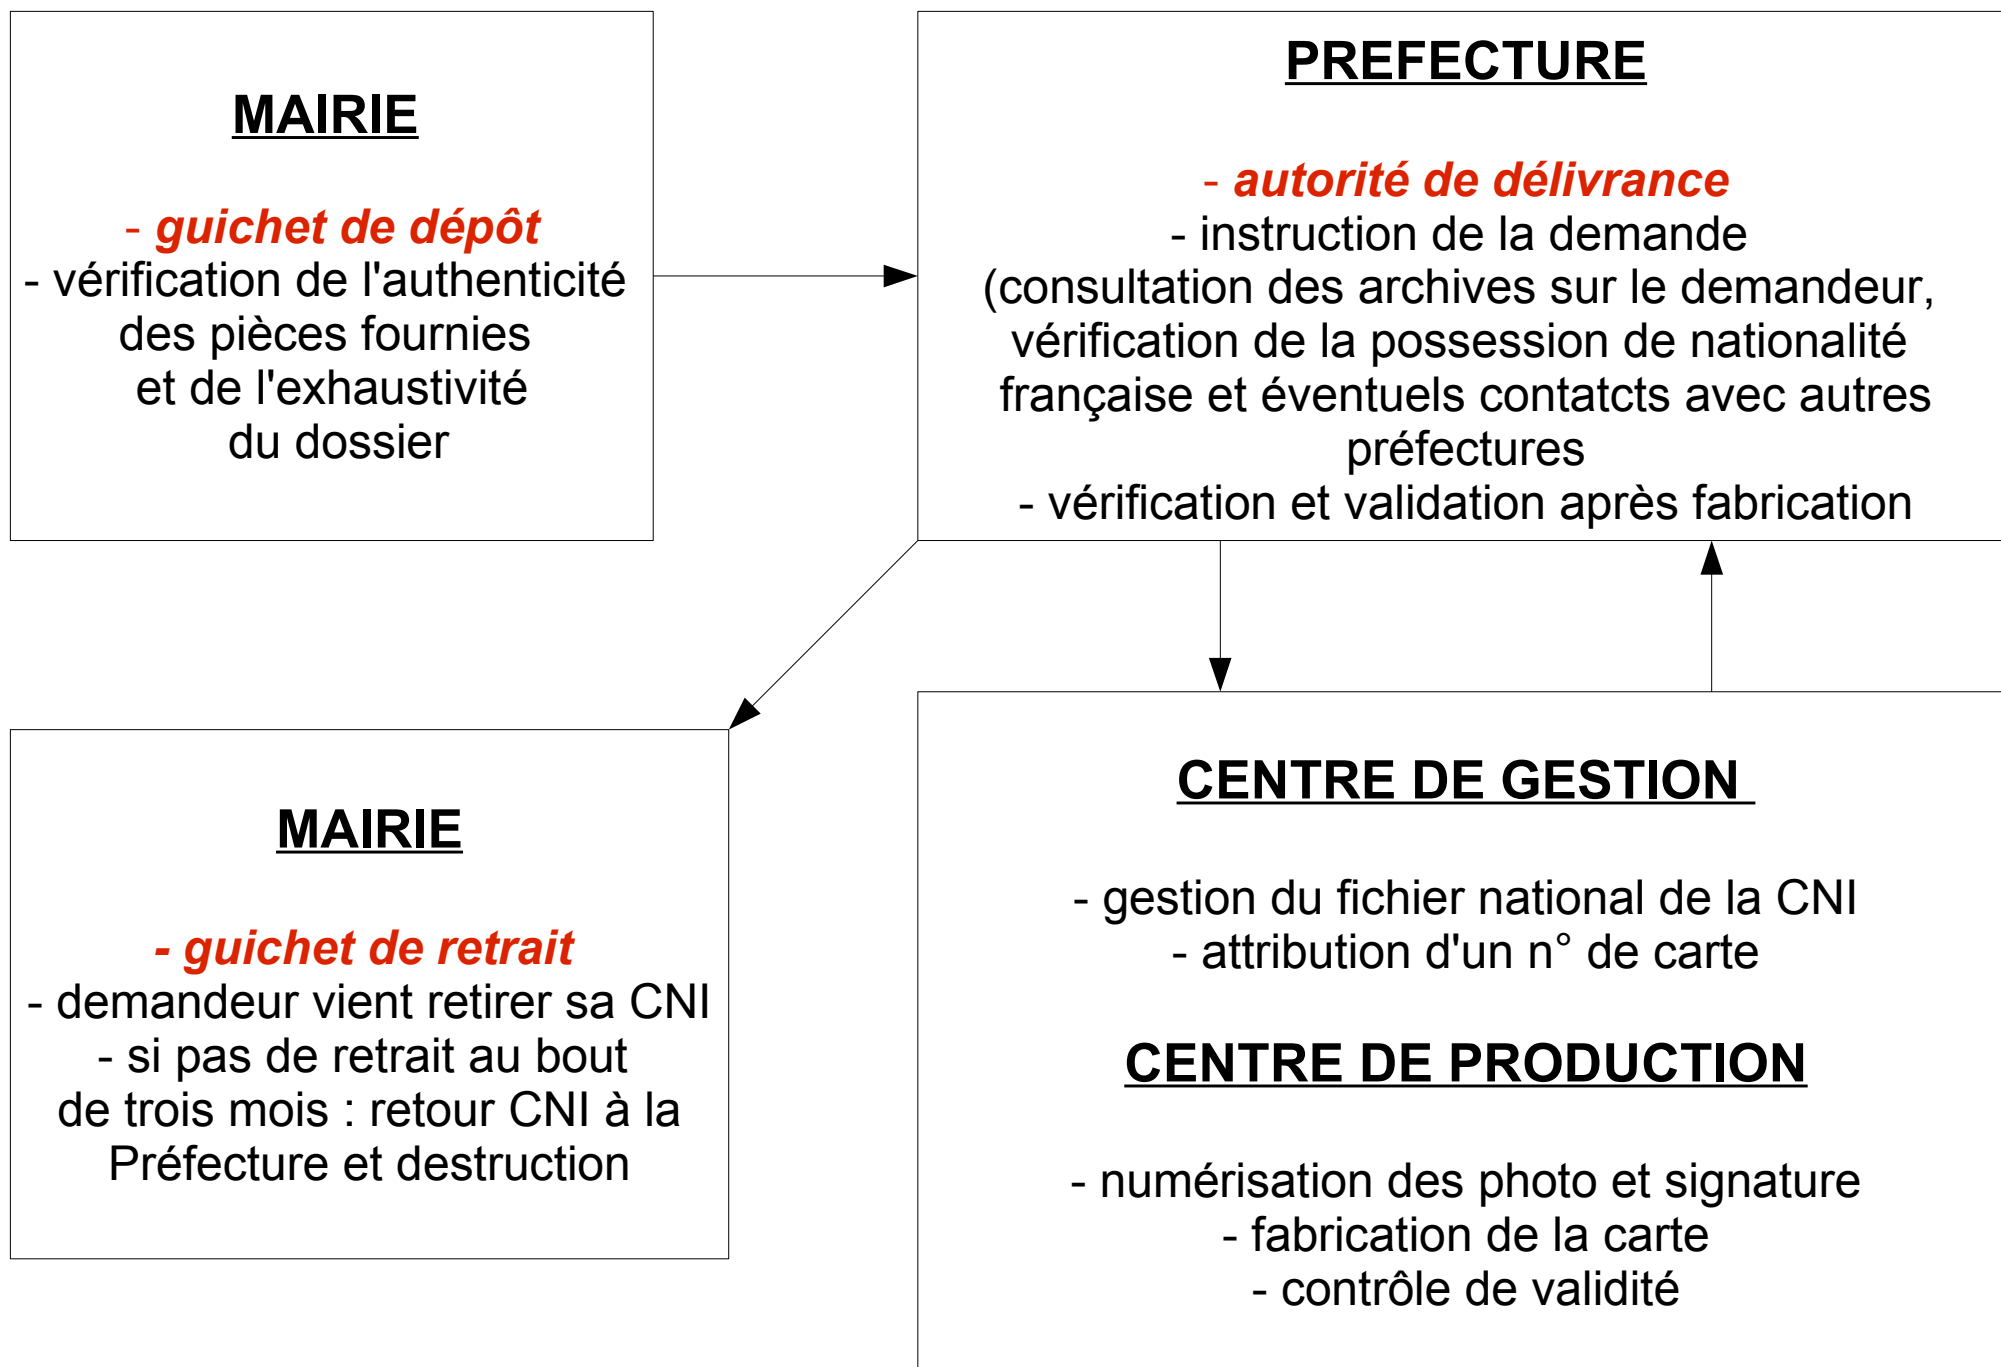 MAIRIE
- guichet de dépôt
- vérification de l'authenticité
des pièces fournies
et de l'exhaustivité
du dossier
PREFECTURE
- autorité de délivrance
- instruction de la demande
(consultation des archives sur le demandeur,
vérification de la possession de nationalité
française et éventuels contatcts avec autres
préfectures
- vérification et validation après fabrication
MAIRIE
- guichet de retrait
- demandeur vient retirer sa CNI
- si pas de retrait au bout
de trois mois : retour CNI à la
Préfecture et destruction
CENTRE DE GESTION
- gestion du fichier national de la CNI
- attribution d'un n° de carte
CENTRE DE PRODUCTION
- numérisation des photo et signature
- fabrication de la carte
- contrôle de validité